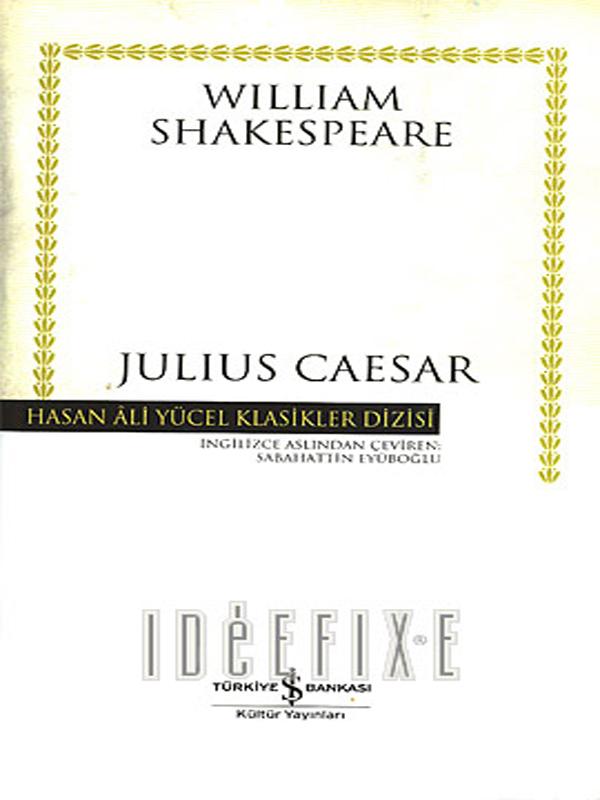 WILLIAM
SHAKESPEARE
JULIUS CAESAR
HASAN ÂLİ YÜCEL KLASİKLER DİZİSİ
İNGİLİZCE ASLINDAN ÇEVİREN:
SABAHATTİN EYÜBOĞLU
IDéEFIXE®
TÜRKİYE İŞ BANKASI
Kültür Yayınları